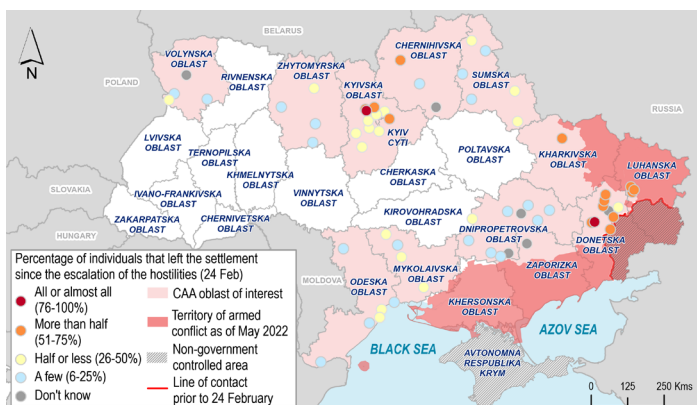 BELARUS
CHERNIHIVSKA
OBLAST
VOLYNSKA
OBLAST
RIVNENSKA
OBLAST
ZHYTOMYRSKA
OBLAST
SUMSKA
OBLAST
KYIVSKA
OBLAST
N
POLAND
RUSSIA
KYIV
CYTI
LVIVSKA
OBLAST
POLTAVSKA
OBLAST
KHARKIVSKA
OBLAST
LUHANSKA
OBLAST
TERNOPILSKA
OBLAST
KHMELNYTSKA
OBLAST
CHERKASKA
OBLAST
SLOVAKIA
IVANO-FRANKIVSKA
OBLAST
VINNYTSKA
OBLAST
KIROVOHRADSKA
OBLAST
ZAKARPATSKA
OBLAST
CHERNIVETSKA
OBLAST
DNIPROPETROVSKA
OBLAST
DONETSKA
OBLAST
HUNGARY
MOLDOVA
ODESKA
OBLAST
MYKOLAIVSKA
OBLAST
ZAPORIZKA
OBLAST
KHERSONSKA
OBLAST
AZOV SEA
BLACK SEA
AVTONOMNA
RESPUBLIKA
KRYM
Percentage of individuals that left the settlement
since the escalation of the hostilities (24 Feb)
All or almost all
(76-100%)
More than half
(51-75%)
Half or less (26-50%)
A few (6-25%)
Don't know
CAA oblast of interest
Territory of armed
conflict as of May 2022
Non-government
controlled area
Line of contact
prior to 24 February
0 125 250 Kms